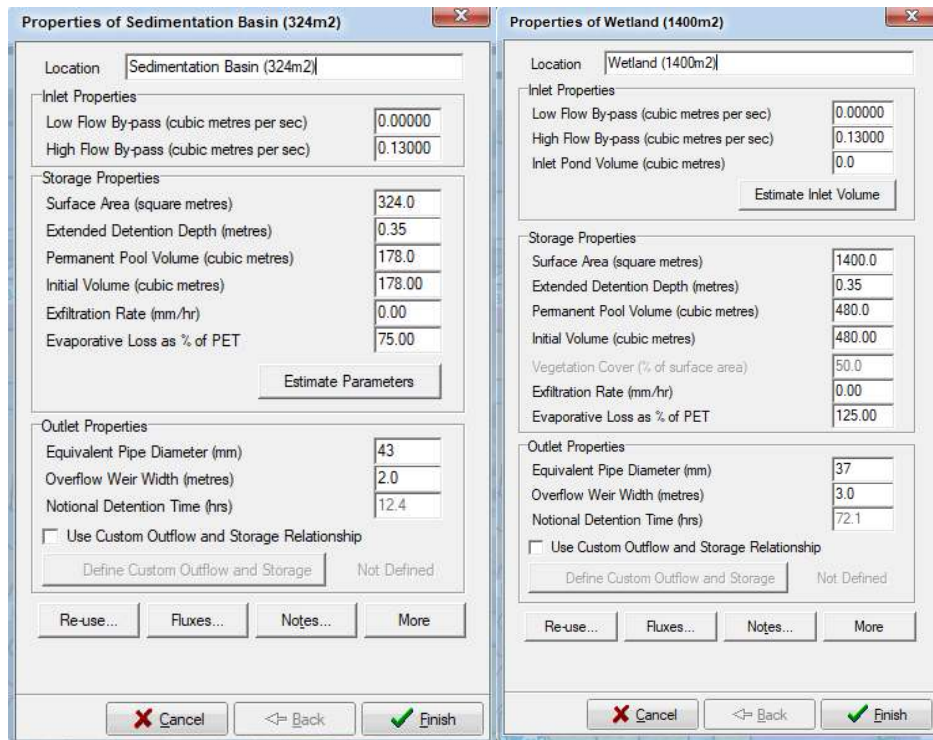 Properties of Sedimentation Basin (324m2)
Location Sedimentation Basin (324m2)
Inlet Properties
Low Flow By-pass (cubic metres per sec) 0.00000
High Flow By-pass (cubic metres per sec) 0.13000
Storage Properties
Surface Area (square metres) 324.0
Extended Detention Depth (metres) 0.35
Permanent Pool Volume (cubic metres) 178.0
Initial Volume (cubic metres) 178.00
Exfiltration Rate (mm/hr) 0.00
Evaporative Loss as % of PET 75.00
Estimate Parameters
Outlet Properties
Equivalent Pipe Diameter (mm) 43
Overflow Weir Width (metres) 2.0
Notional Detention Time (hrs) 12.4
Use Custom Outflow and Storage Relationship
Define Custom Outflow and Storage Not Defined
Re-use... Fluxes... Notes... More
Cancel <= Back Finish
Properties of Wetland (1400m2)
Location Wetland (1400m2)
Inlet Properties
Low Flow By-pass (cubic metres per sec) 0.00000
High Flow By-pass (cubic metres per sec) 0.13000
Inlet Pond Volume (cubic metres) 0.0
Estimate Inlet Volume
Storage Properties
Surface Area (square metres) 1400.0
Extended Detention Depth (metres) 0.35
Permanent Pool Volume (cubic metres) 480.0
Initial Volume (cubic metres) 480.00
Vegetation Cover (% of surface area) 50.0
Exfiltration Rate (mm/hr) 0.00
Evaporative Loss as % of PET 125.00
Outlet Properties
Equivalent Pipe Diameter (mm) 37
Overflow Weir Width (metres) 3.0
Notional Detention Time (hrs) 72.1
Use Custom Outflow and Storage Relationship
Define Custom Outflow and Storage Not Defined
Re-use... Fluxes... Notes... More
Cancel <= Back Finish